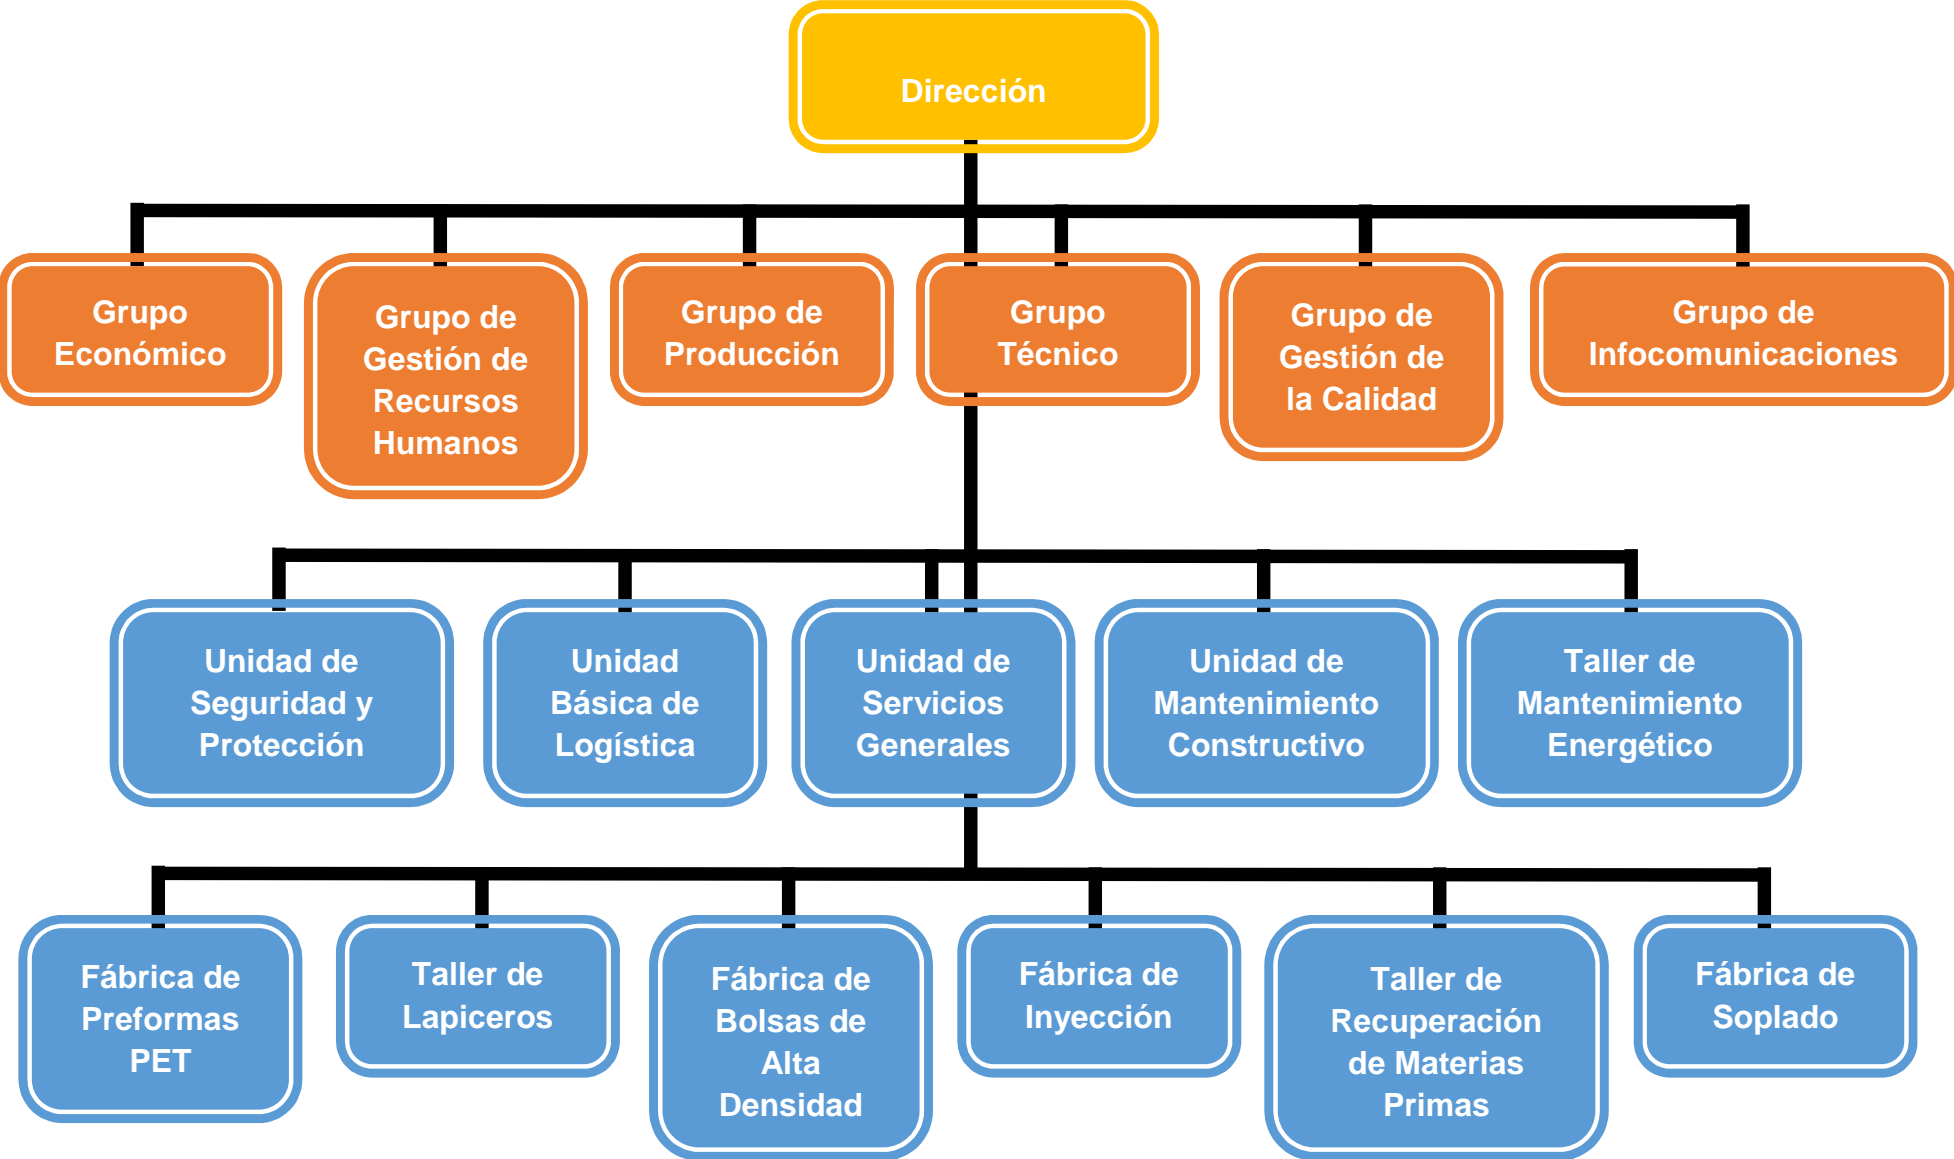 Dirección
Grupo
Económico
Grupo de
Gestión de
Recursos
Humanos
Grupo de
Producción
Grupo
Técnico
Grupo de
Gestión de
la Calidad
Grupo de
Infocomunicaciones
Unidad de
Seguridad y
Protección
Unidad
Básica de
Logística
Unidad de
Servicios
Generales
Unidad de
Mantenimiento
Constructivo
Taller de
Mantenimiento
Energético
Fábrica de
Preformas
PET
Taller de
Lapiceros
Fábrica de
Bolsas de
Alta
Densidad
Fábrica de
Inyección
Taller de
Recuperación
de Materias
Primas
Fábrica de
Soplado